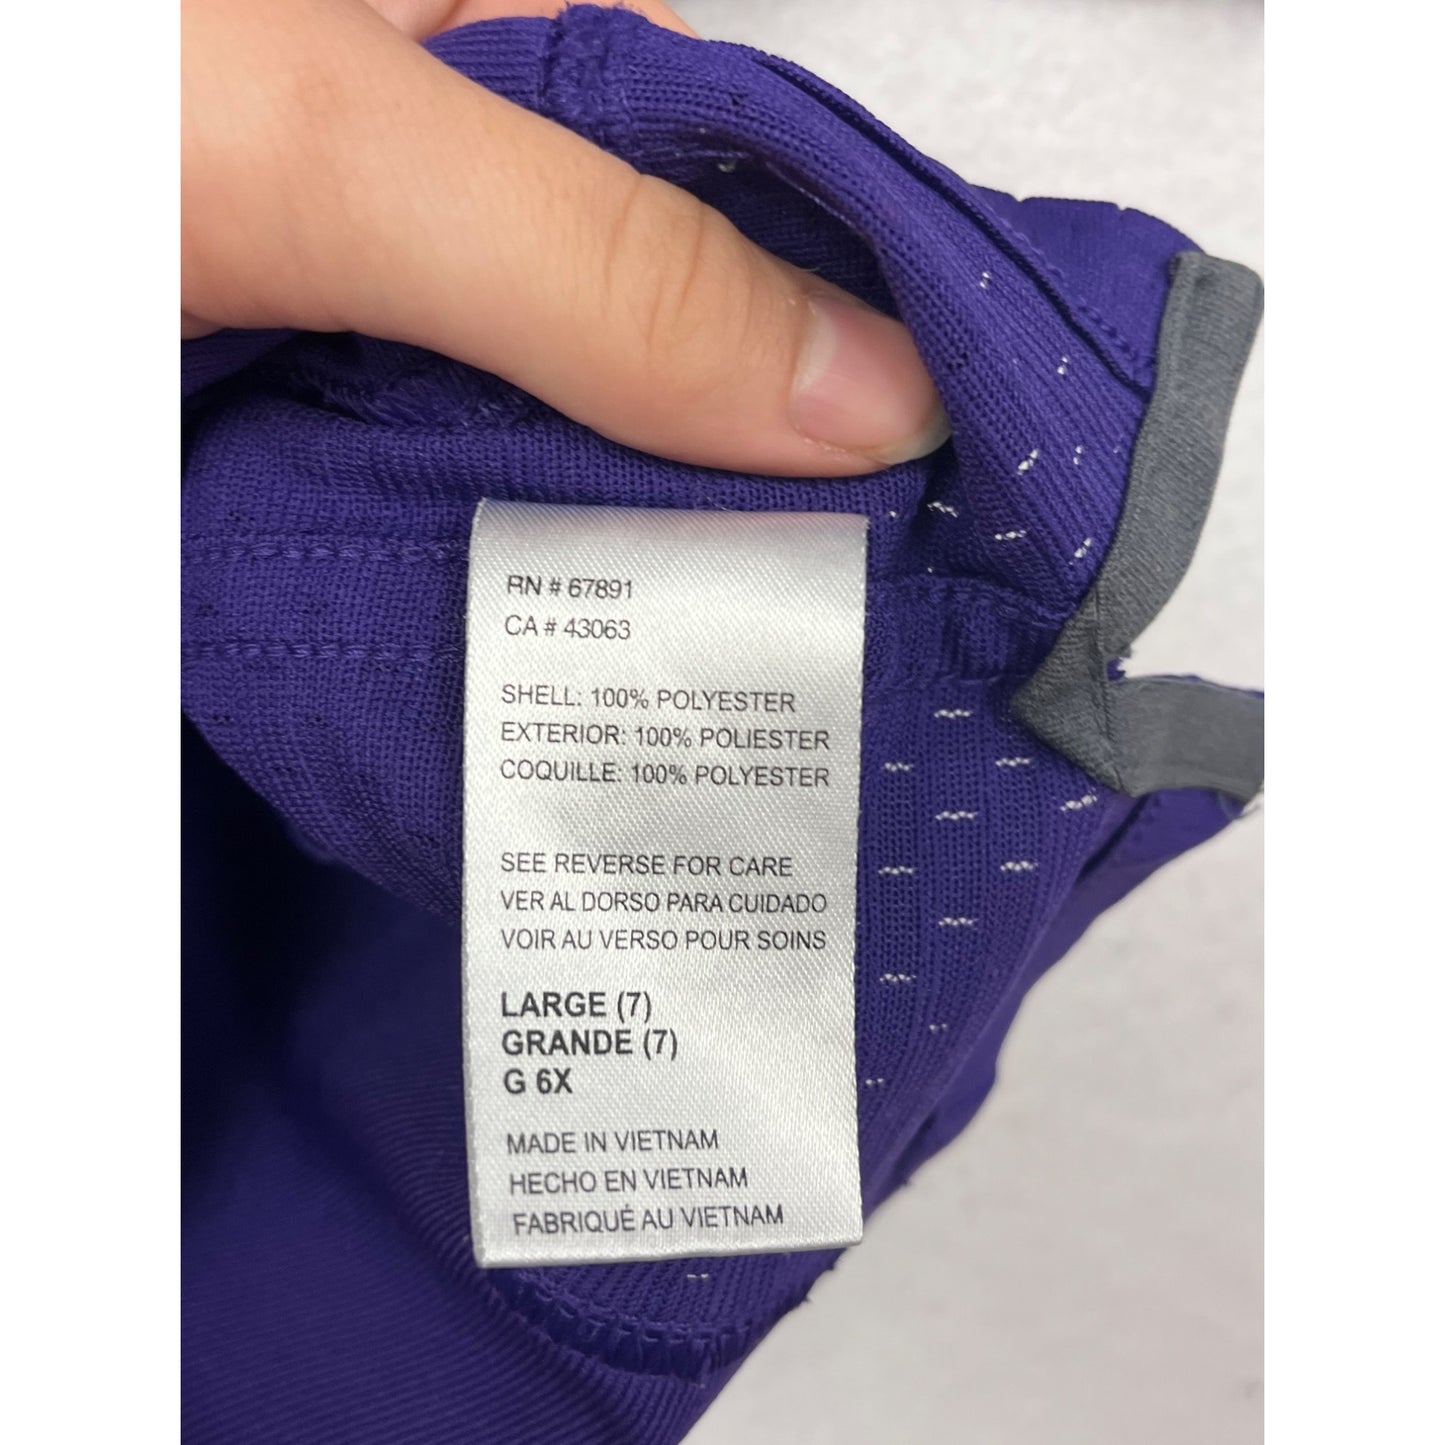 RN # 67891
CA # 43063
SHELL: 100% POLYESTER
EXTERIOR: 100% POLIESTER
COQUILLE: 100% POLYESTER
SEE REVERSE FOR CARE
VER AL DORSO PARA CUIDADO
VOIR AU VERSO POUR SOINS
LARGE (7)
GRANDE (7)
G 6X
MADE IN VIETNAM
HECHO EN VIETNAM
FABRIQUÉ AU VIETNAM